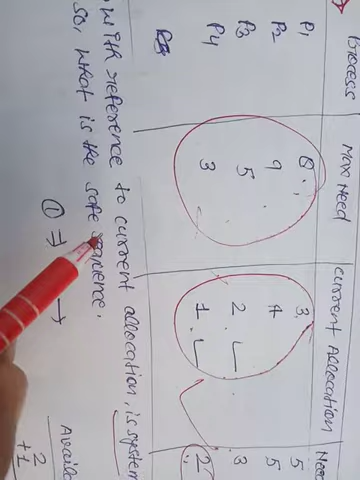 Process Max Need Current Allocation Need
P1 8 3 5
P2 9 4 5
P3 5 2 3
P4 3 1 2
with reference to current allocation, is system
so, what is the safe sequence.
① ⇒ →
Availa
2
+1